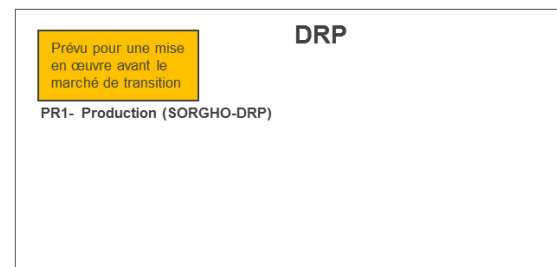 DRP
Prévu pour une mise
en œuvre avant le
marché de transition
PR1- Production (SORGHO-DRP)